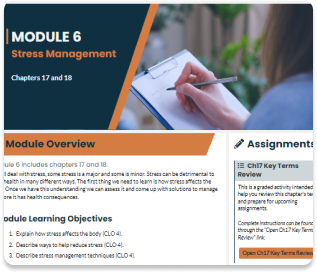 MODULE 6
Stress Management
Chapters 17 and 18
Module Overview
dule 6 includes chapters 17 and 18.
ll deal with stress, some stress is a major and some is minor. Stress can be detrimental to
health in many different ways. The first thing we need to learn is how stress affects the
Once we have this understanding we can assess it and come up with solutions to manage
ore it has health consequences.
odule Learning Objectives
1. Explain how stress affects the body (CLO 4).
2. Describe ways to help reduce stress (CLO 4).
3. Describe stress management techniques (CLO 4).
Assignments
Ch17 Key Terms
Review
This is a graded activity intended
to review this chapter's te
and prepare for upcoming
assignments.
Complete instructions can be found
through the "Open Ch17 Key Ter
Review" link.
Open Ch17 Key Terms Review